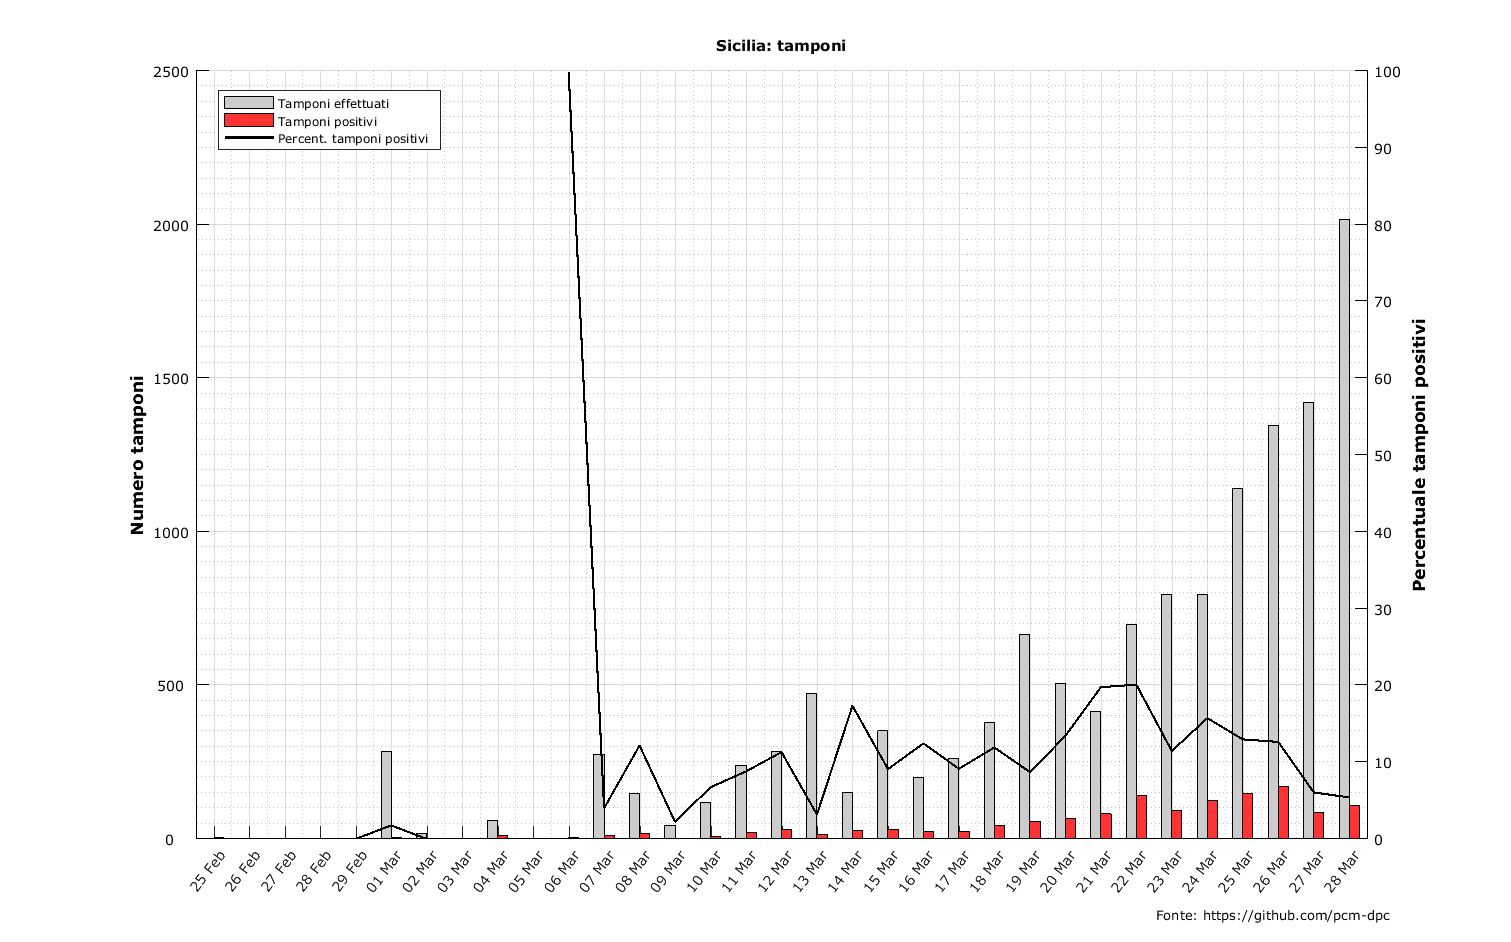 Sicilia: tamponi
Tamponi effettuati
Tamponi positivi
Percent. tamponi positivi
Numero tamponi
2500
2000
1500
1000
500
0
Percentuale tamponi positivi
100
90
80
70
60
50
40
30
20
10
0
25 Feb
26 Feb
27 Feb
28 Feb
29 Feb
01 Mar
02 Mar
03 Mar
04 Mar
05 Mar
06 Mar
07 Mar
08 Mar
09 Mar
10 Mar
11 Mar
12 Mar
13 Mar
14 Mar
15 Mar
16 Mar
17 Mar
18 Mar
19 Mar
20 Mar
21 Mar
22 Mar
23 Mar
24 Mar
25 Mar
26 Mar
27 Mar
28 Mar
Fonte: https://github.com/pcm-dpc